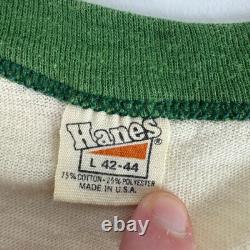 Hanes®
L 42-44
75% COTTON-25% POLYESTER
MADE IN U.S.A.